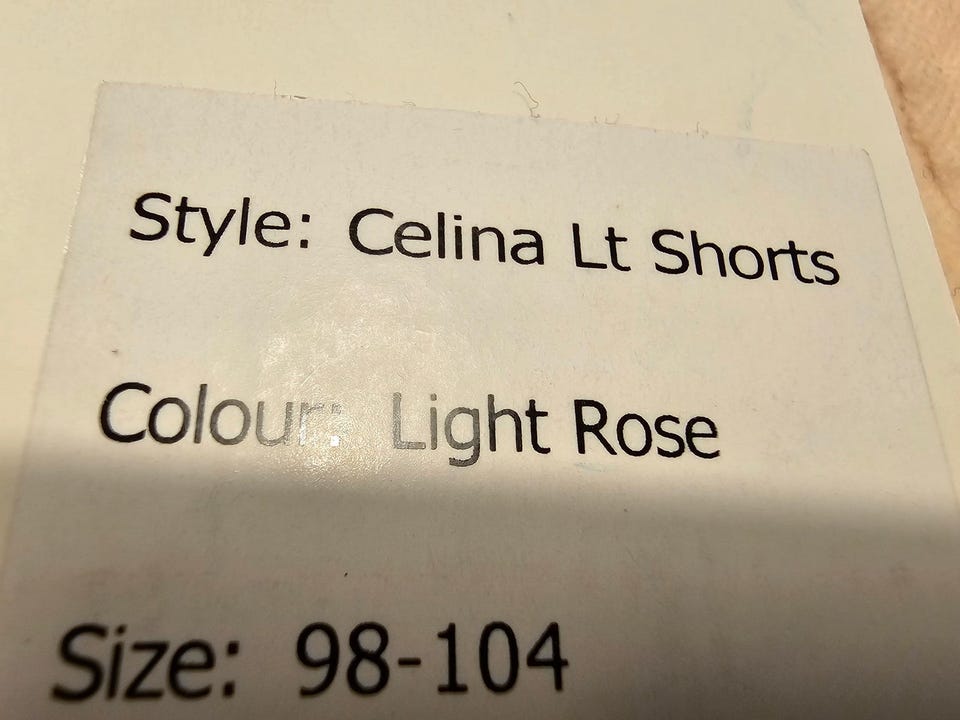 Style: Celina Lt Shorts
Colour: Light Rose
Size: 98-104